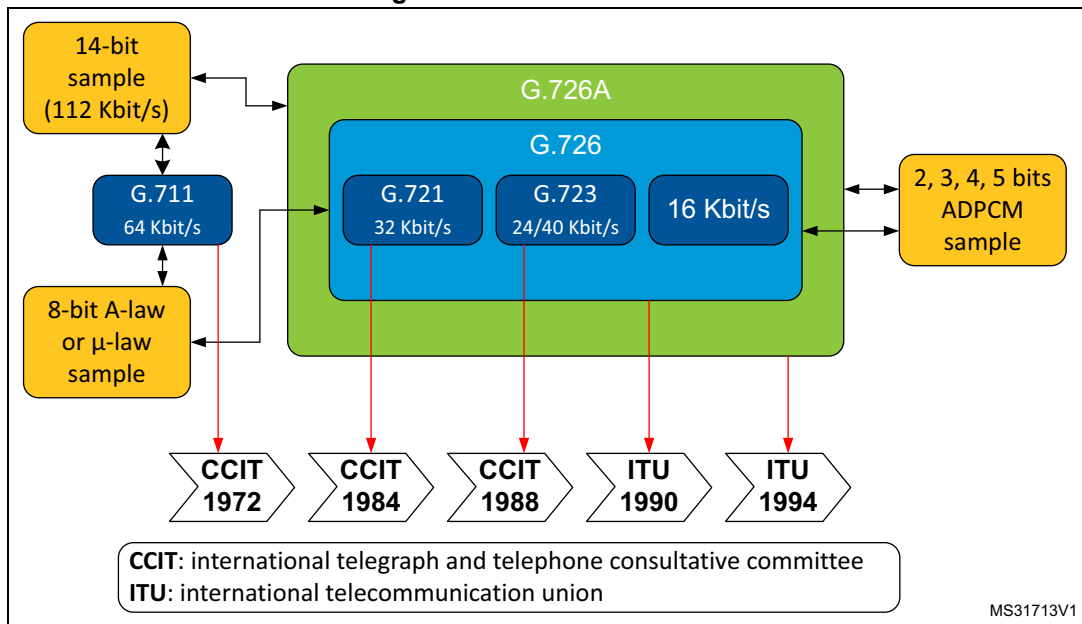 14-bit
sample
(112 Kbit/s)
G.711
64 Kbit/s
8-bit A-law
or µ-law
sample
G.726A
G.726
G.721
32 Kbit/s
G.723
24/40 Kbit/s
16 Kbit/s
2, 3, 4, 5 bits
ADPCM
sample
CCIT
1972
CCIT
1984
CCIT
1988
ITU
1990
ITU
1994
CCIT: international telegraph and telephone consultative committee
ITU: international telecommunication union
MS31713V1